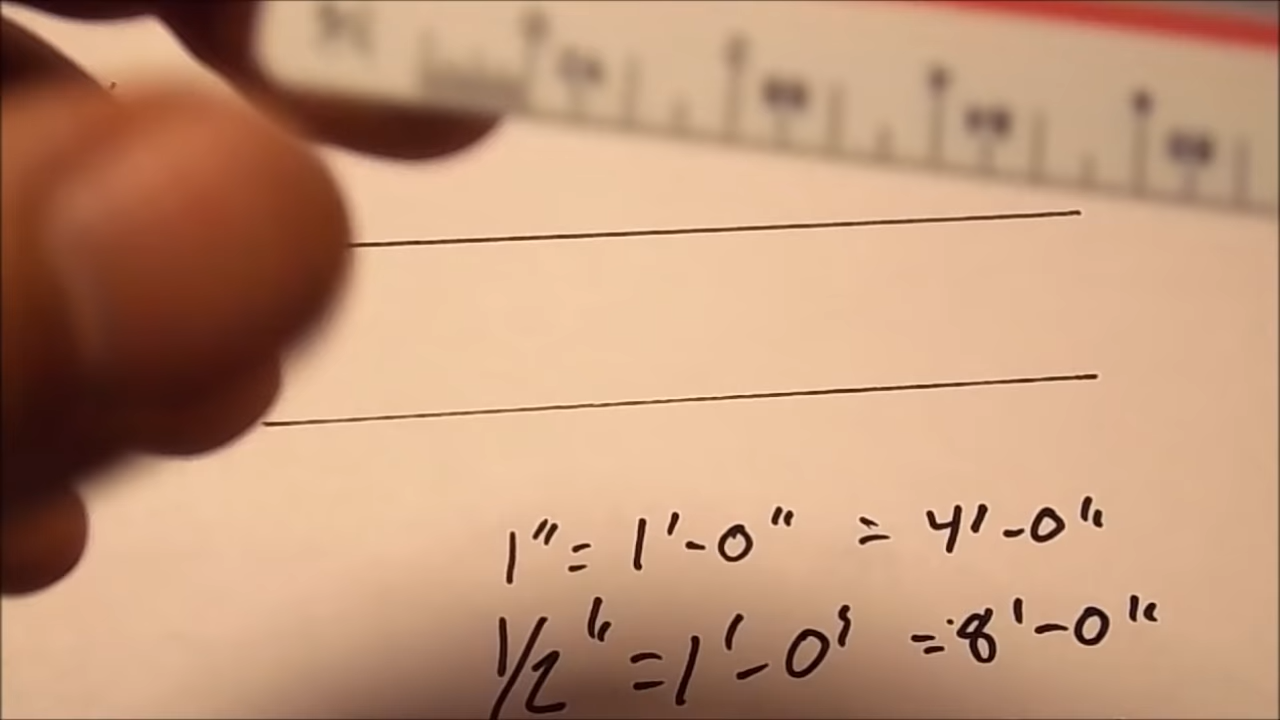 1" = 1'-0" = 4'-0"
1/2" = 1'-0' = 8'-0"